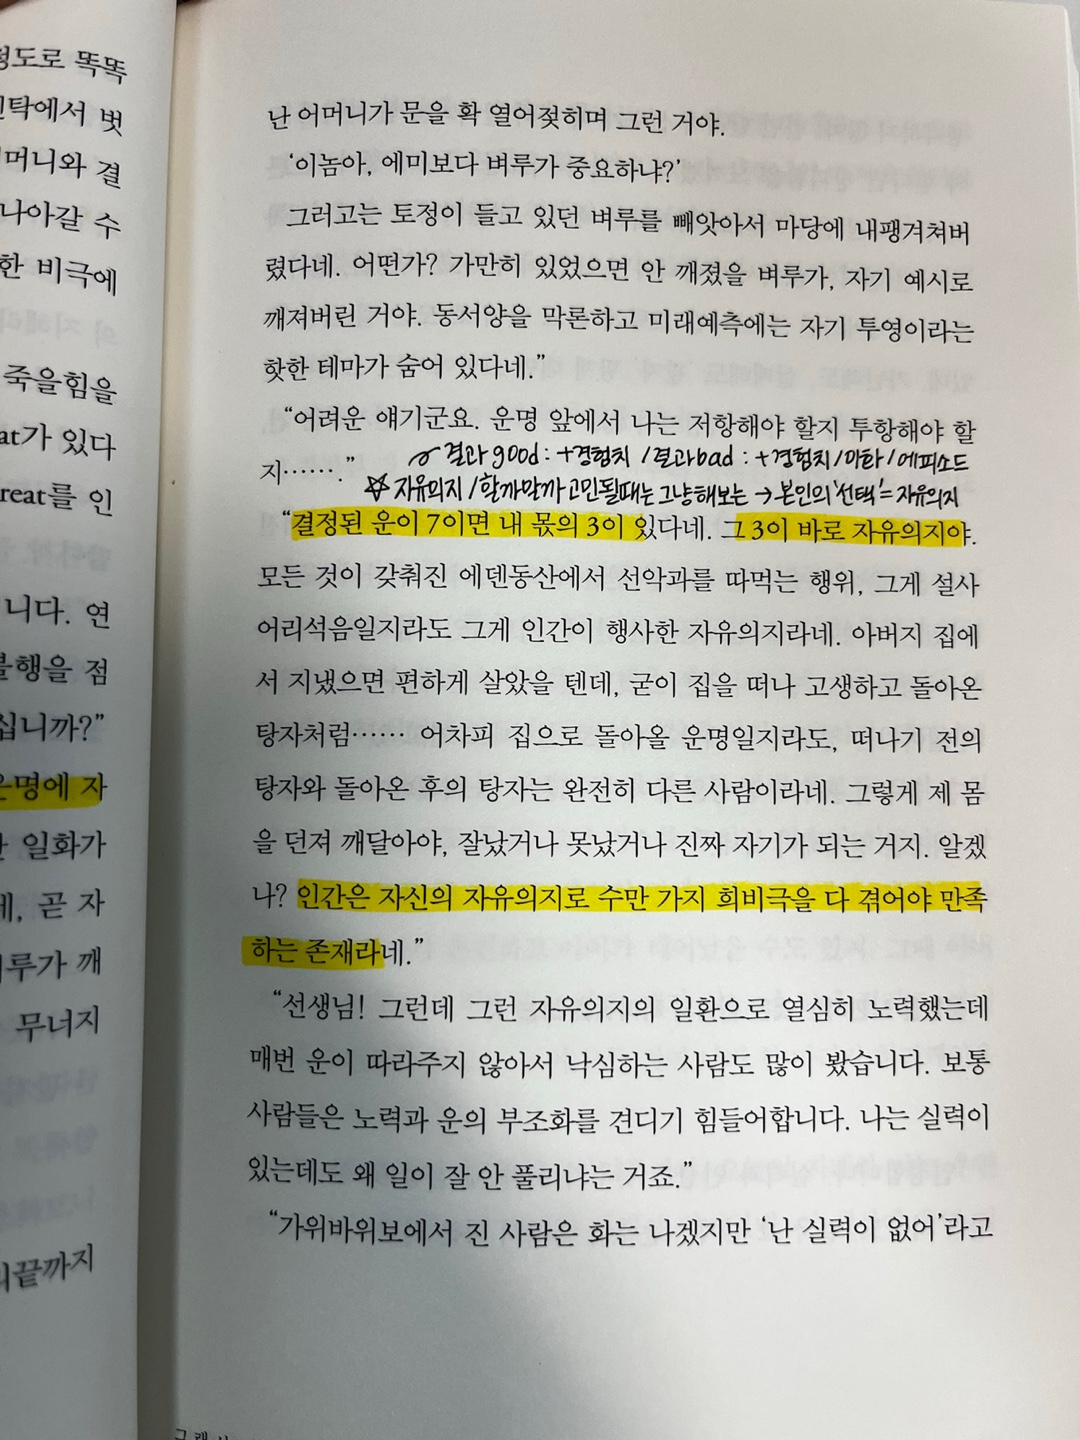 정도로 똑똑
탁에서 벗
머니와 결
나아갈 수
한 비극에
죽을힘을
at가 있다
reat를 인
니다. 연
불행을 점
십니까?”
운명에 자
일화가
네, 곧 자
벼루가 깨
무너지
끝까지
난 어머니가 문을 확 열어젖히며 그런 거야.
‘이놈아, 에미보다 벼루가 중요하냐?’
그러고는 토정이 들고 있던 벼루를 빼앗아서 마당에 내팽겨쳐버
렸다네. 어떤가? 가만히 있었으면 안 깨졌을 벼루가, 자기 예시로
깨져버린 거야. 동서양을 막론하고 미래예측에는 자기 투영이라는
핫한 테마가 숨어 있다네.”
“어려운 얘기군요. 운명 앞에서 나는 저항해야 할지 투항해야 할
지…….”
결과 good : +경험치 / 결과 bad : +경험치 / 야화 / 에피소드
☆ 자유의지 / 할까말까 고민될때는 그냥 해보는 → 본인의 '선택' = 자유의지
“결정된 운이 7이면 내 몫의 3이 있다네. 그 3이 바로 자유의지야.
모든 것이 갖춰진 에덴동산에서 선악과를 따먹는 행위, 그게 설사
어리석음일지라도 그게 인간이 행사한 자유의지라네. 아버지 집에
서 지냈으면 편하게 살았을 텐데, 굳이 집을 떠나 고생하고 돌아온
탕자처럼…… 어차피 집으로 돌아올 운명일지라도, 떠나기 전의
탕자와 돌아온 후의 탕자는 완전히 다른 사람이라네. 그렇게 제 몸
을 던져 깨달아야, 잘났거나 못났거나 진짜 자기가 되는 거지. 알겠
나? 인간은 자신의 자유의지로 수만 가지 희비극을 다 겪어야 만족
하는 존재라네.”
“선생님! 그런데 그런 자유의지의 일환으로 열심히 노력했는데
매번 운이 따라주지 않아서 낙심하는 사람도 많이 봤습니다. 보통
사람들은 노력과 운의 부조화를 견디기 힘들어합니다. 나는 실력이
있는데도 왜 일이 잘 안 풀리냐는 거죠.”
“가위바위보에서 진 사람은 화는 나겠지만 ‘난 실력이 없어’라고